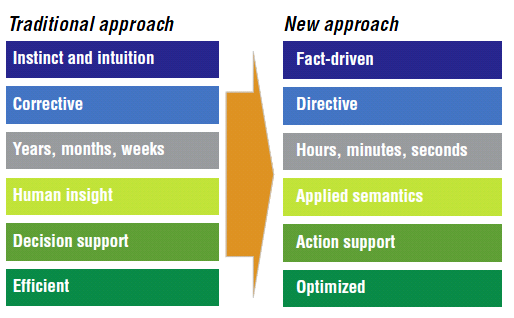 Traditional approach
Instinct and intuition
Corrective
Years, months, weeks
Human insight
Decision support
Efficient
New approach
Fact-driven
Directive
Hours, minutes, seconds
Applied semantics
Action support
Optimized